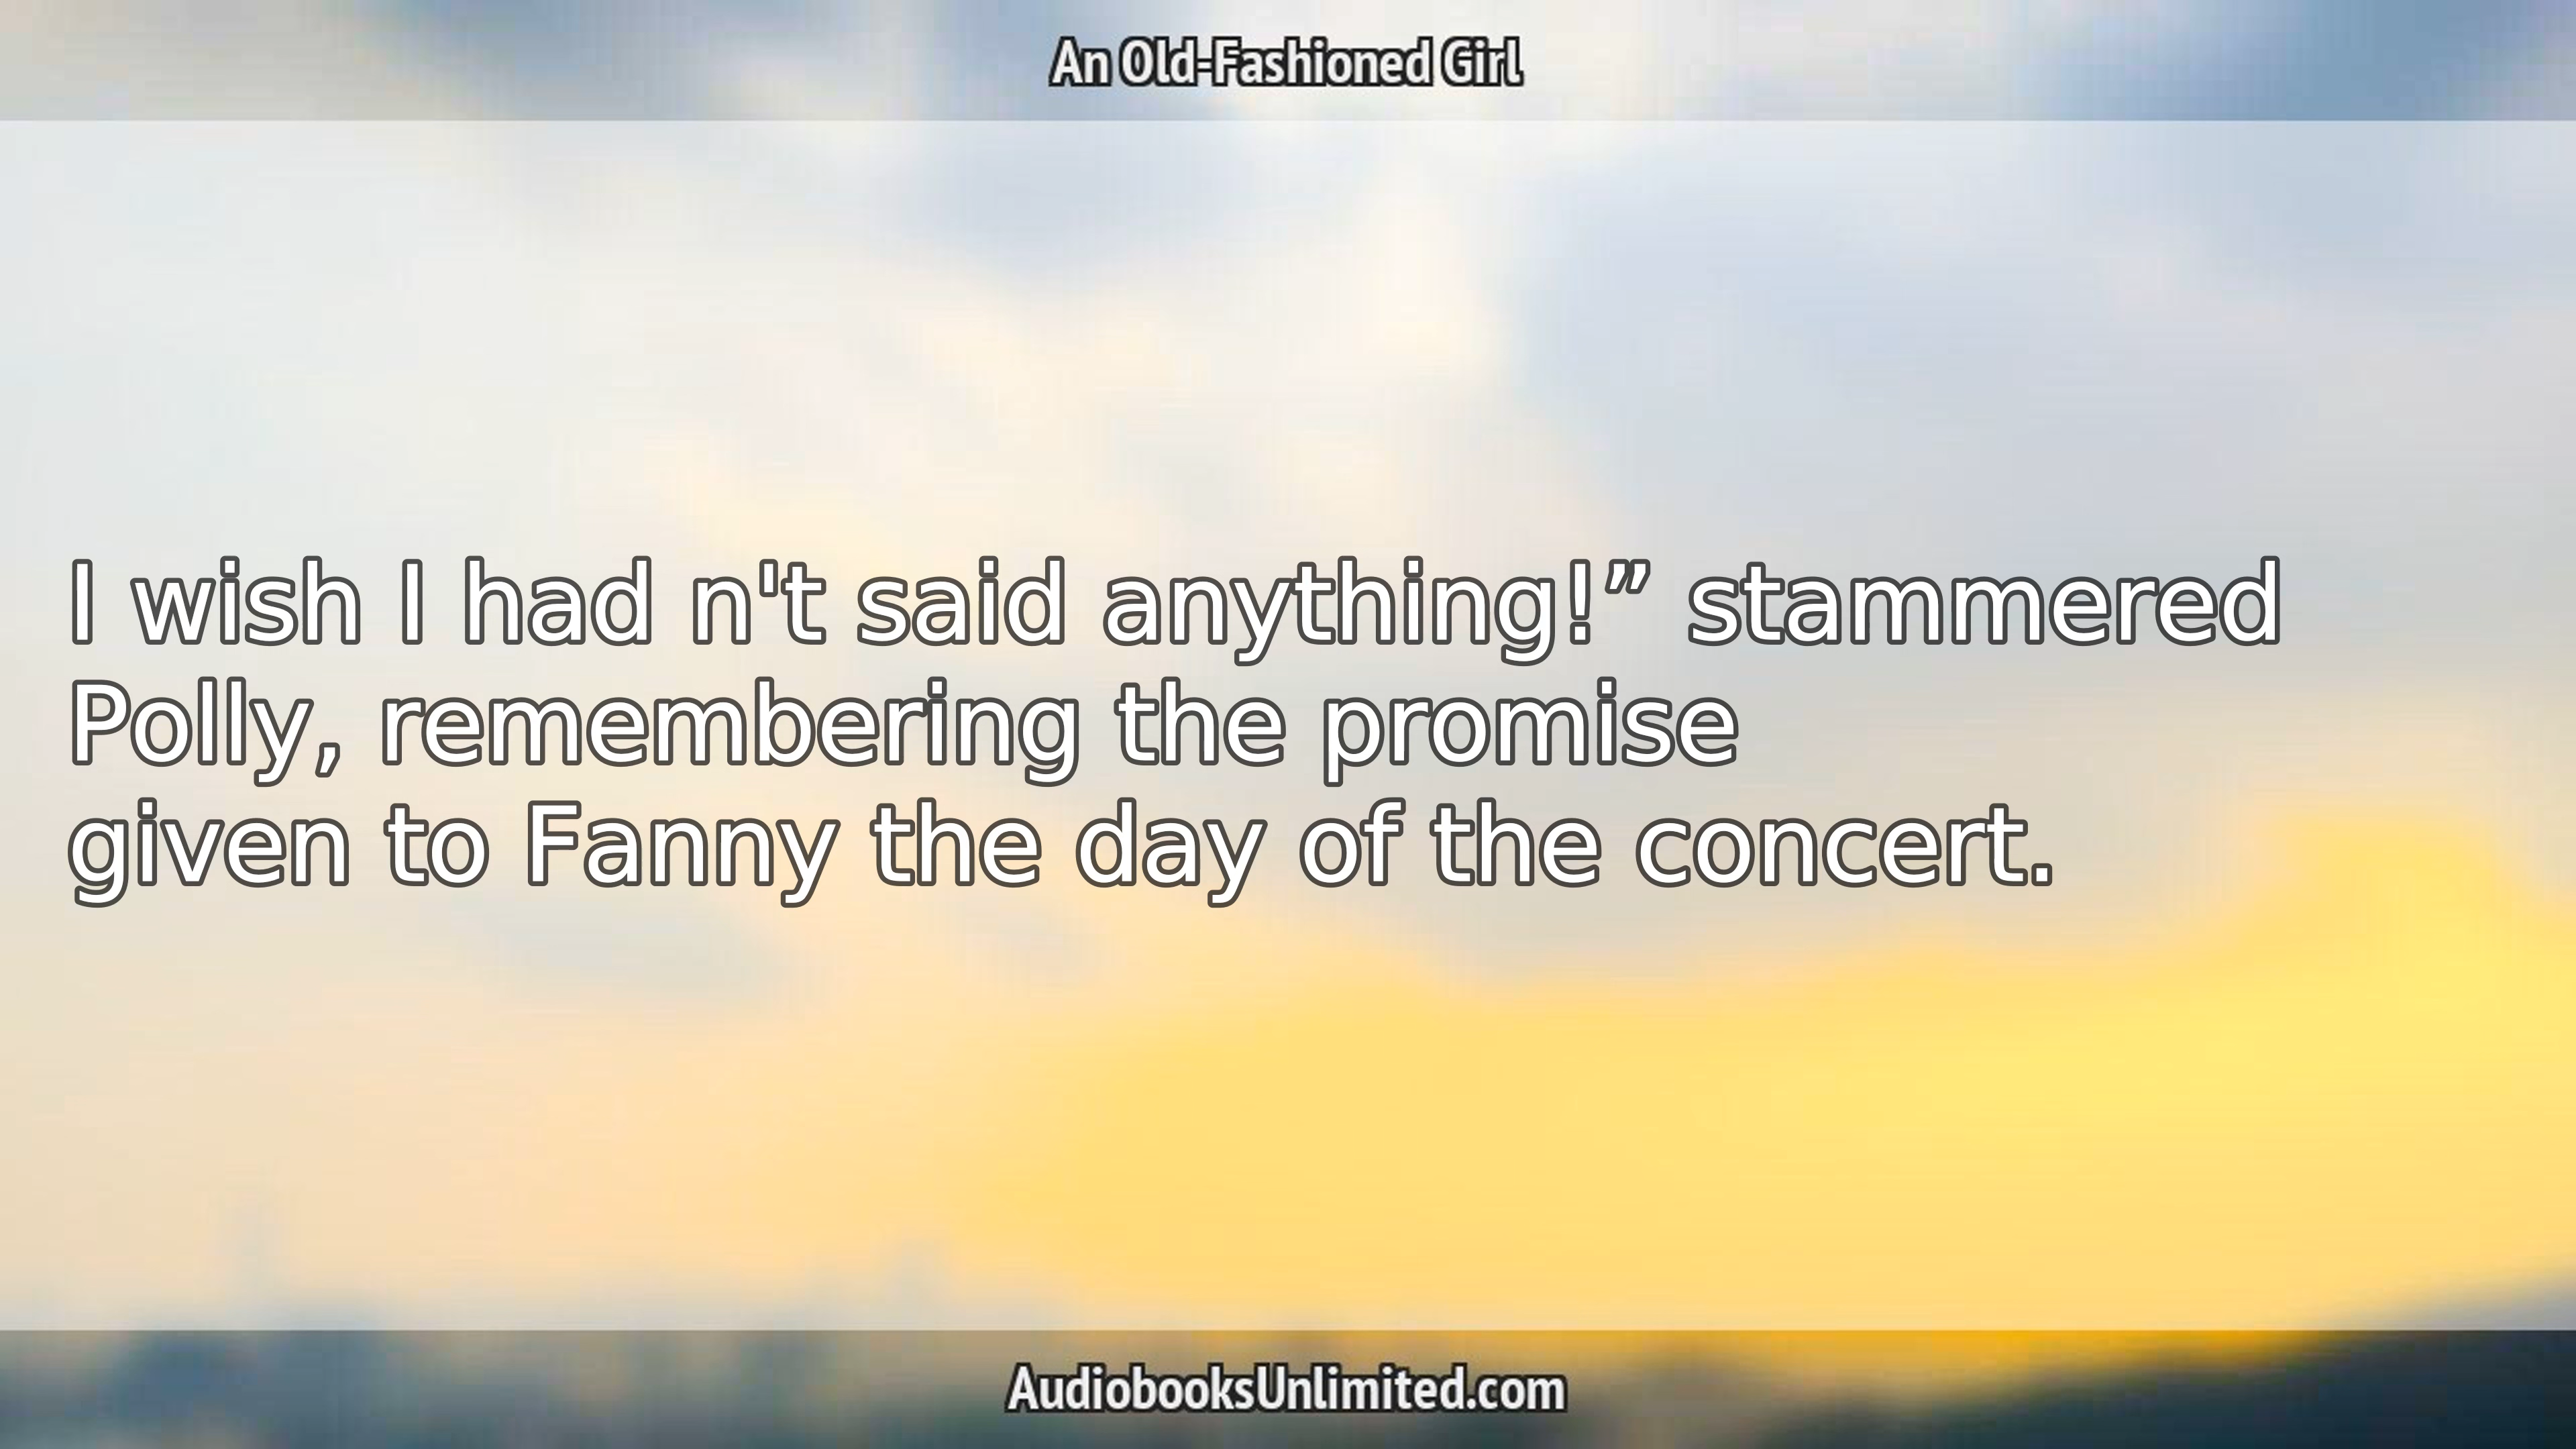 An Old-Fashioned Girl
I wish I had n't said anything!” stammered
Polly, remembering the promise
given to Fanny the day of the concert.
AudiobooksUnlimited.com